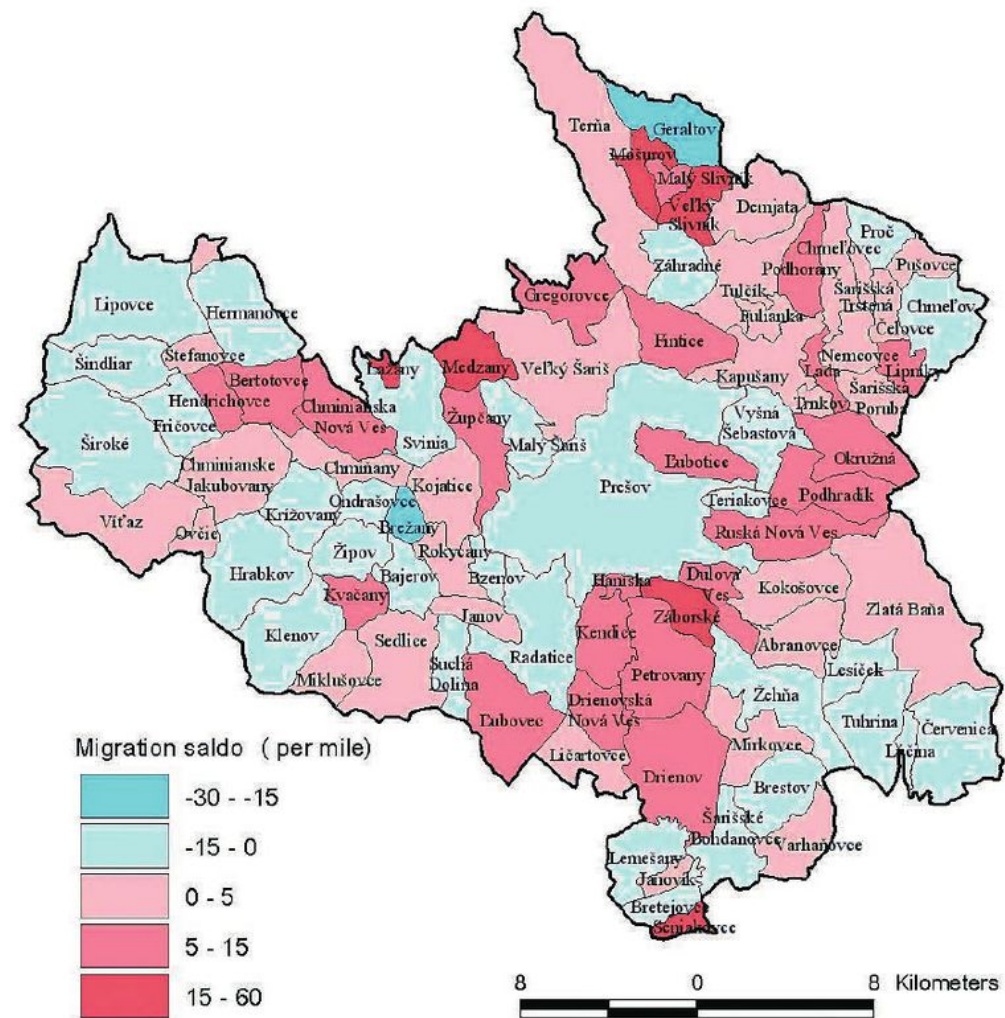 Terňa
Geraltov
Móšurov
Malý Slivník
Veľký
Slivník
Demjata
Proč
Chmeľovec
Pušovce
Záhradné
Podhorany
Lipovce
Hermanovce
Gregorovce
Tulčík
Šarišská
Trstená
Chmeľov
Fulianka
Čeľovce
Šindliar
Štefanovce
Fintice
Lažany
Medzany
Veľký Šariš
Nemcovce
Lada
Lipníky
Bertotovce
Kapušany
Šarišská
Poruba
Hendrichovce
Trnkov
Chminianska
Nová Ves
Župčany
Vyšná
Šebastová
Fričovce
Široké
Svinia
Malý Šariš
Chminianske
Jakubovany
Chmiňany
Kojatice
Ľubotice
Okružná
Prešov
Podhradík
Ondrašovce
Teriakovce
Víťaz
Križovany
Ovčie
Brežany
Ruská Nová Ves
Žipov
Rokycany
Hrabkov
Bajerov
Bzenov
Haniska
Dulova
Ves
Kokošovce
Kvačany
Zlatá Baňa
Janov
Kendice
Záborské
Klenov
Sedlice
Abranovce
Suchá
Dolina
Radatice
Lesíček
Miklušovce
Petrovany
Žehňa
Drienovská
Nová Ves
Ľubovec
Tuhrina
Červenica
Mirkovce
Lúčina
Ličartovce
Drienov
Brestov
Šarišské
Bohdanovce
Varhaňovce
Lemešany
Janovík
Bretejovce
Seniakovce
Migration saldo ( per mile)
-30 - -15
-15 - 0
0 - 5
5 - 15
15 - 60
8 0 8 Kilometers